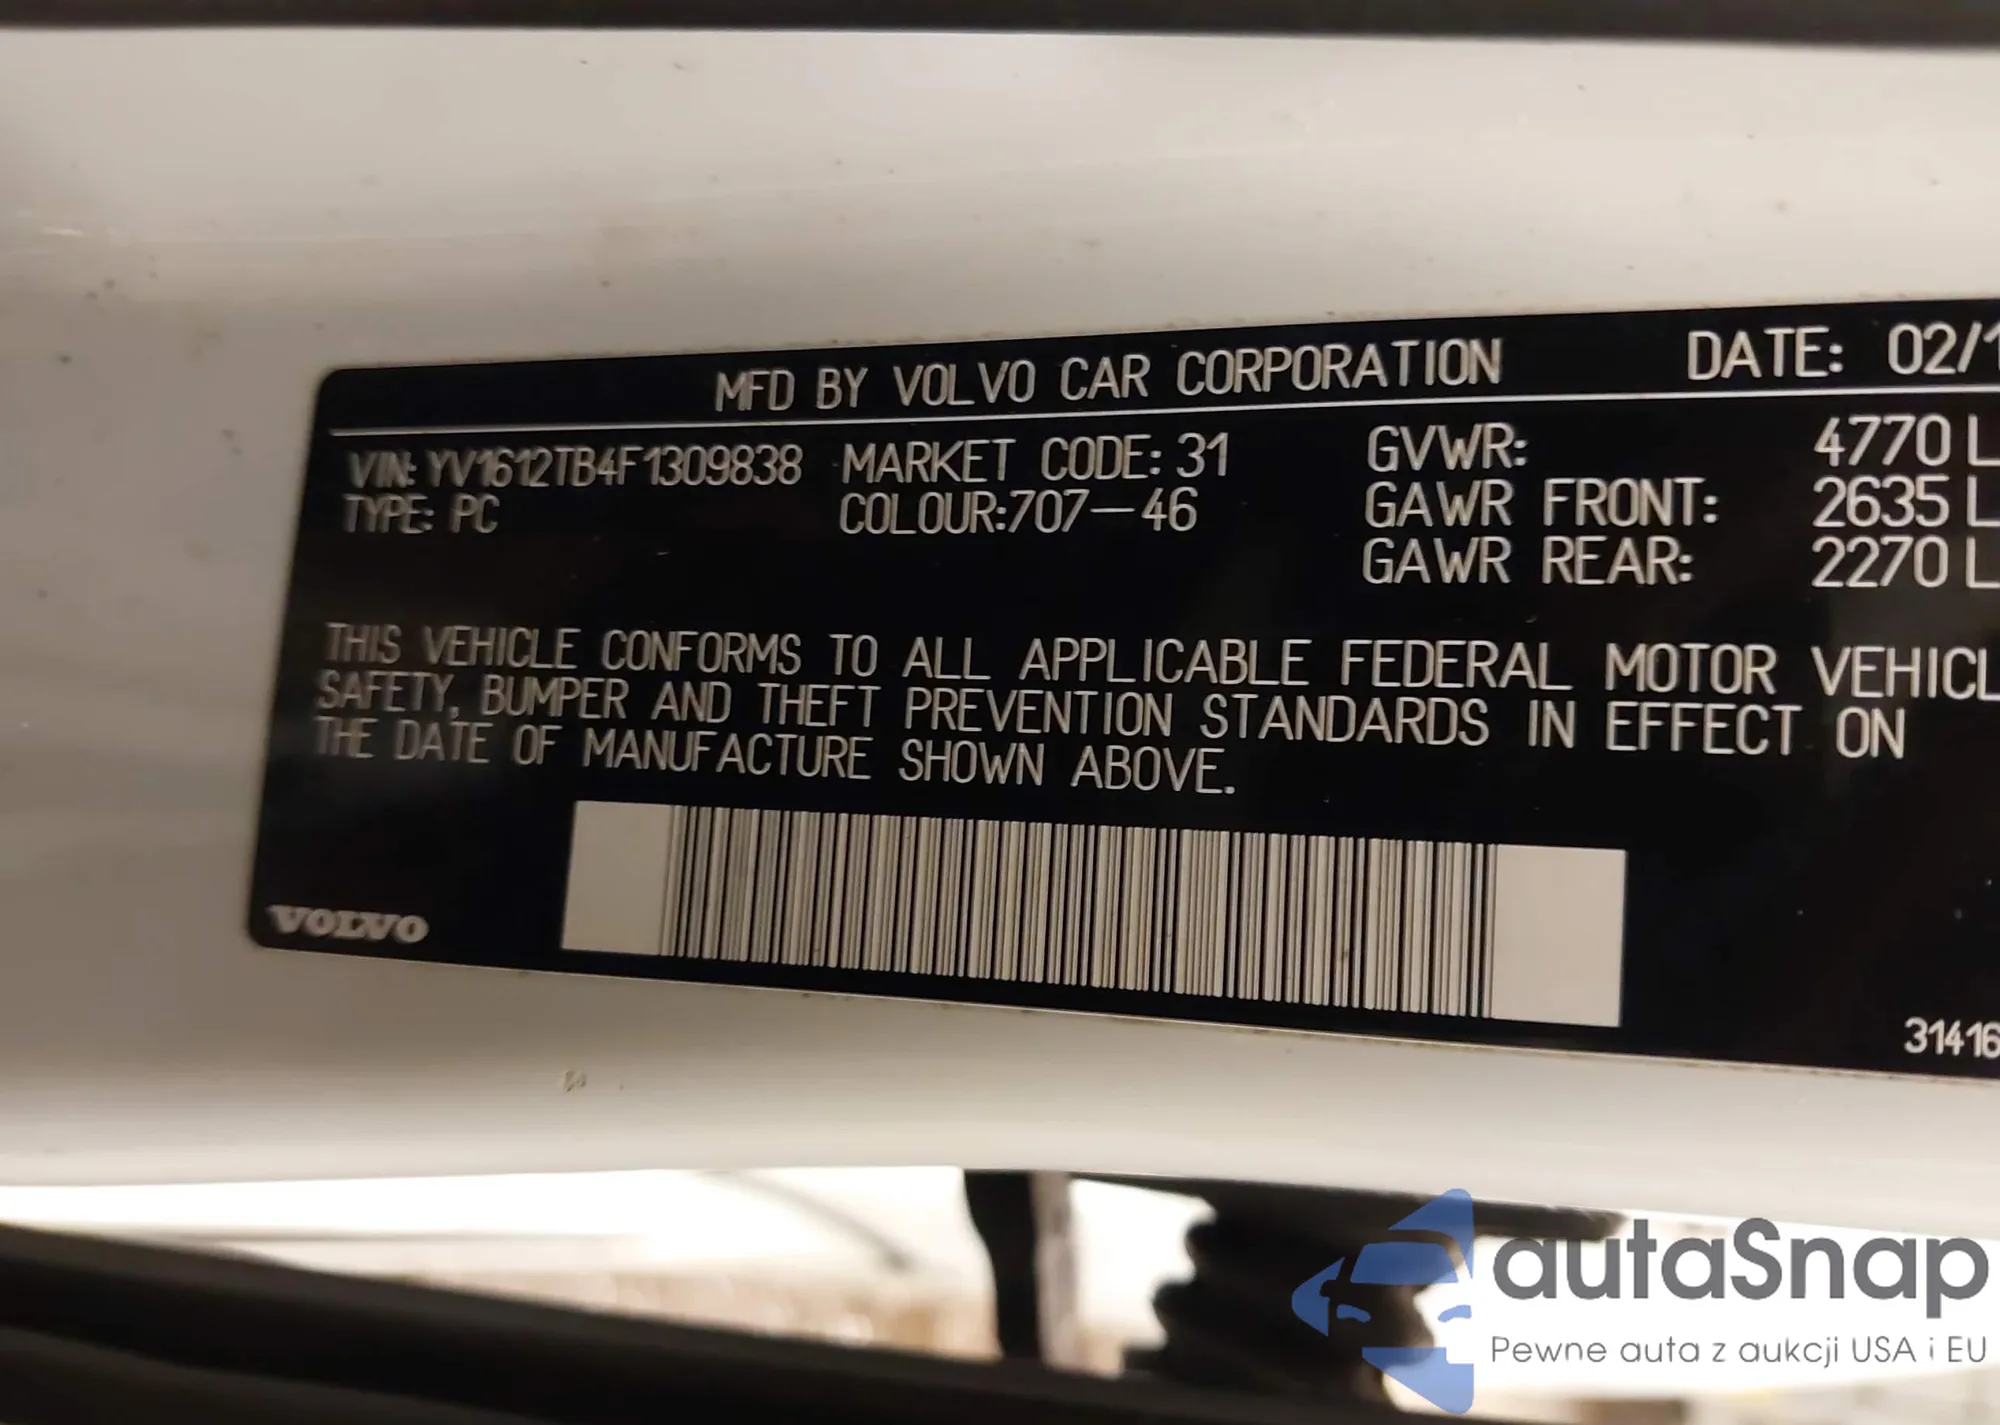 MFD BY VOLVO CAR CORPORATION DATE: 02/1
VIN: YV1612TB4F1309838 MARKET CODE: 31 GVWR: 4770 L
TYPE: PC COLOUR:707-46 GAWR FRONT: 2635 L
GAWR REAR: 2270 L
THIS VEHICLE CONFORMS TO ALL APPLICABLE FEDERAL MOTOR VEHICL
SAFETY, BUMPER AND THEFT PREVENTION STANDARDS IN EFFECT ON
THE DATE OF MANUFACTURE SHOWN ABOVE.
VOLVO
31416
autaSnap
Pewne auta z aukcji USA i EU